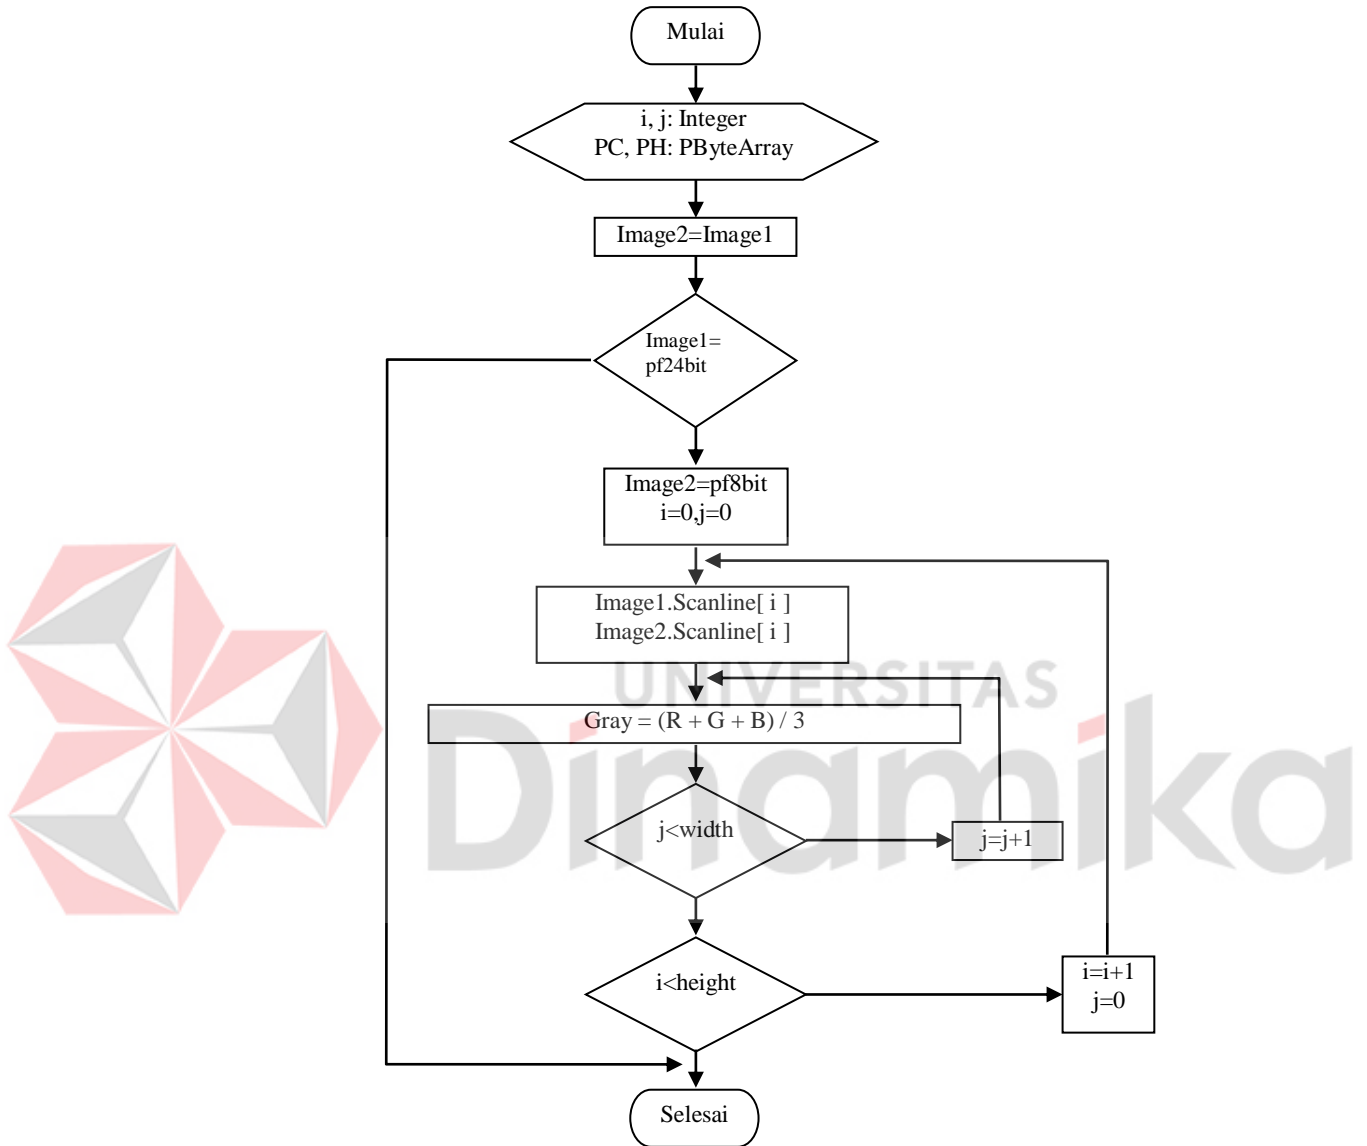 Mulai
i, j: Integer
PC, PH: PByteArray
Image2=Image1
Image1=
pf24bit
Image2=pf8bit
i=0,j=0
Image1.Scanline[ i ]
Image2.Scanline[ i ]
UNIVERSITAS
Dinamika
Gray = (R + G + B) / 3
j<width
j=j+1
i<height
i=i+1
j=0
Selesai